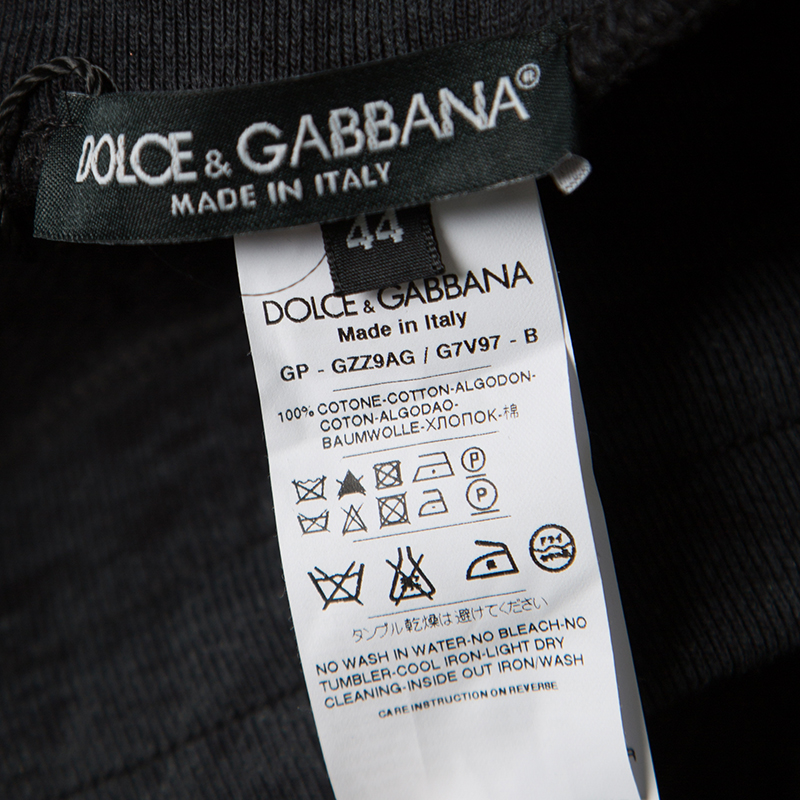 DOLCE & GABBANA®
MADE IN ITALY
44
DOLCE & GABBANA
Made in Italy
GP - GZZ9AG / G7V97 - B
100% COTONE-COTTON-ALGODON-
COTON-ALGODAO-
BAUMWOLLE-ХЛОПОК-棉
P
P
ドライ
タンブル乾燥は避けてください
NO WASH IN WATER-NO BLEACH-NO
TUMBLER-COOL IRON-LIGHT DRY
CLEANING-INSIDE OUT IRON/WASH
CARE INSTRUCTION ON REVERSE